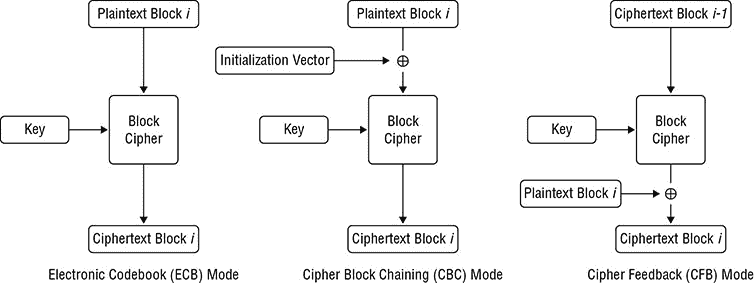 Plaintext Block i
Key
Block
Cipher
Ciphertext Block i
Electronic Codebook (ECB) Mode
Plaintext Block i
Initialization Vector
⊕
Key
Block
Cipher
Ciphertext Block i
Cipher Block Chaining (CBC) Mode
Ciphertext Block i-1
Key
Block
Cipher
Plaintext Block i
⊕
Ciphertext Block i
Cipher Feedback (CFB) Mode